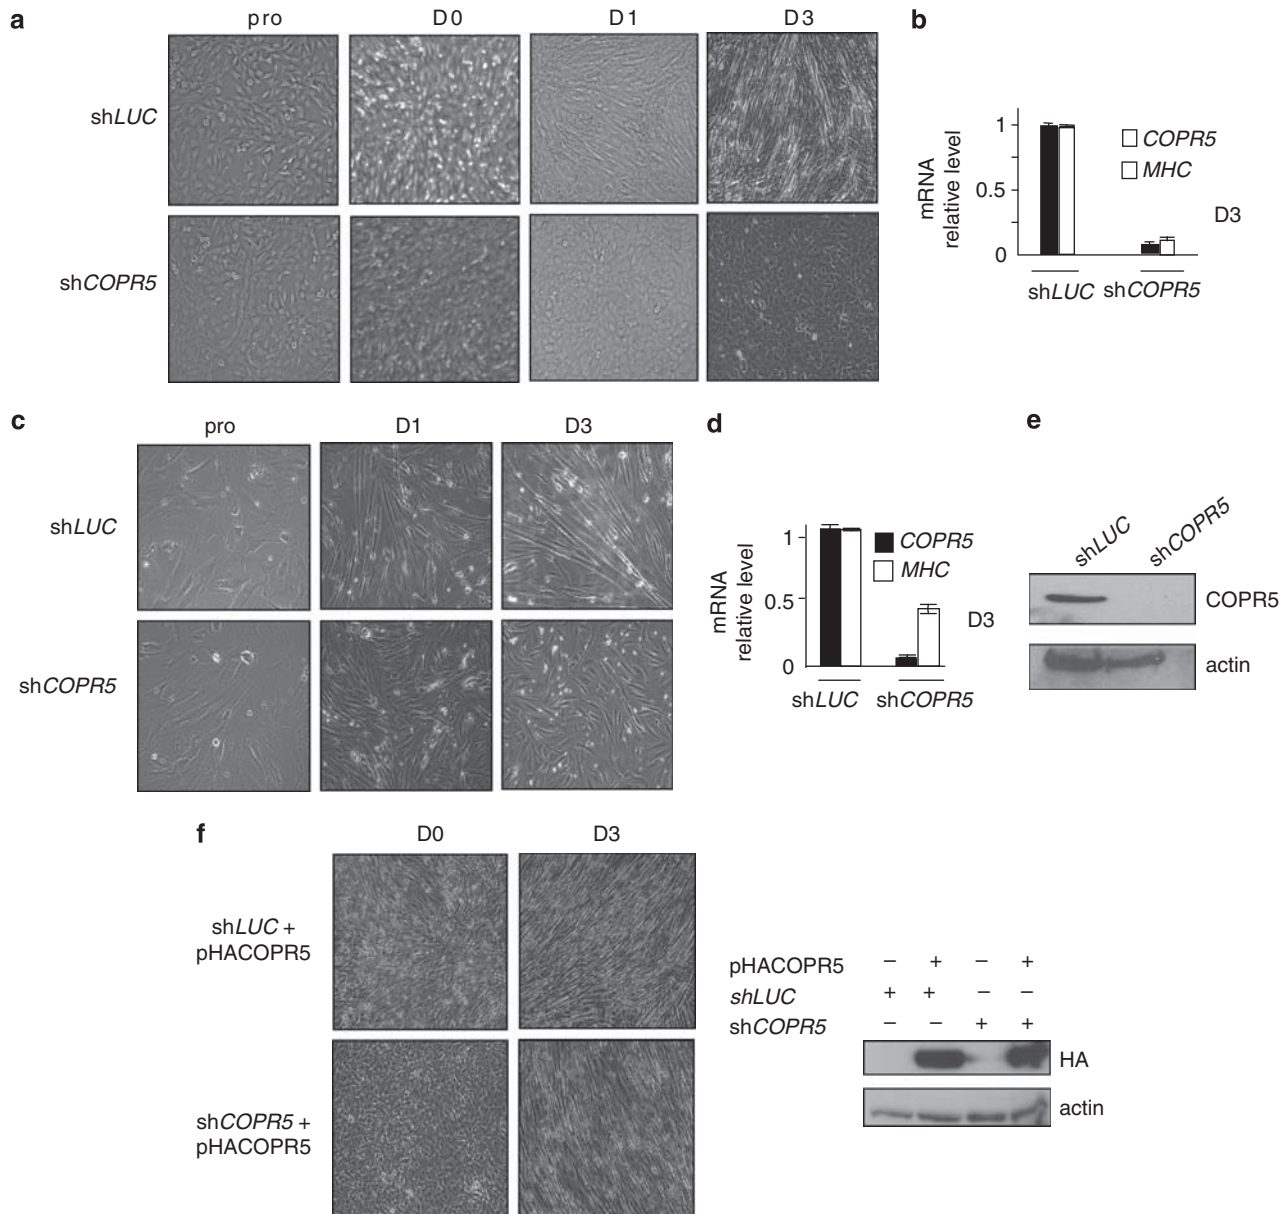 a
pro D0 D1 D3
shLUC
shCOPR5
b
1
0.5
0
mRNA
relative level
COPR5
MHC
D3
shLUC shCOPR5
c
pro D1 D3
shLUC
shCOPR5
d
1
0.5
0
mRNA
relative level
COPR5
MHC
D3
shLUC shCOPR5
e
shLUC shCOPR5
COPR5
actin
f
D0 D3
shLUC +
pHACOPR5
shCOPR5 +
pHACOPR5
pHACOPR5 – + – +
shLUC + + – –
shCOPR5 – – + +
HA
actin